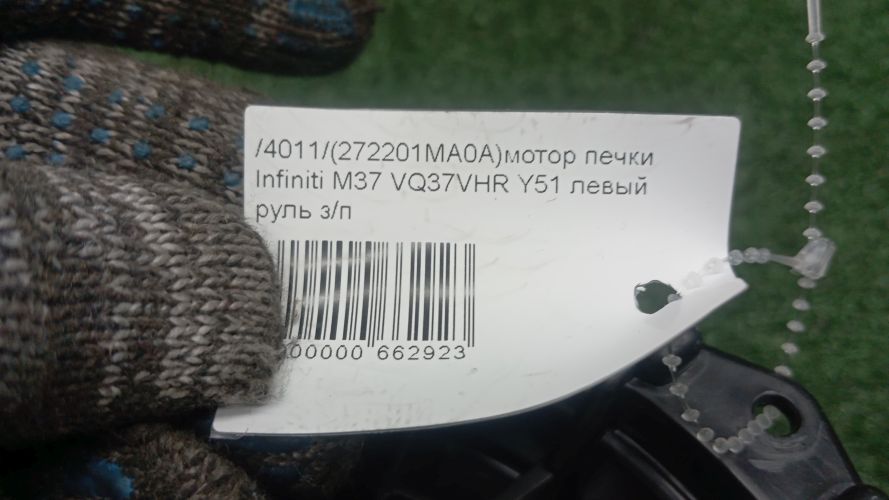 /4011/(272201MA0A)мотор печки
Infiniti M37 VQ37VHR Y51 левый
руль з/п
00000 662923